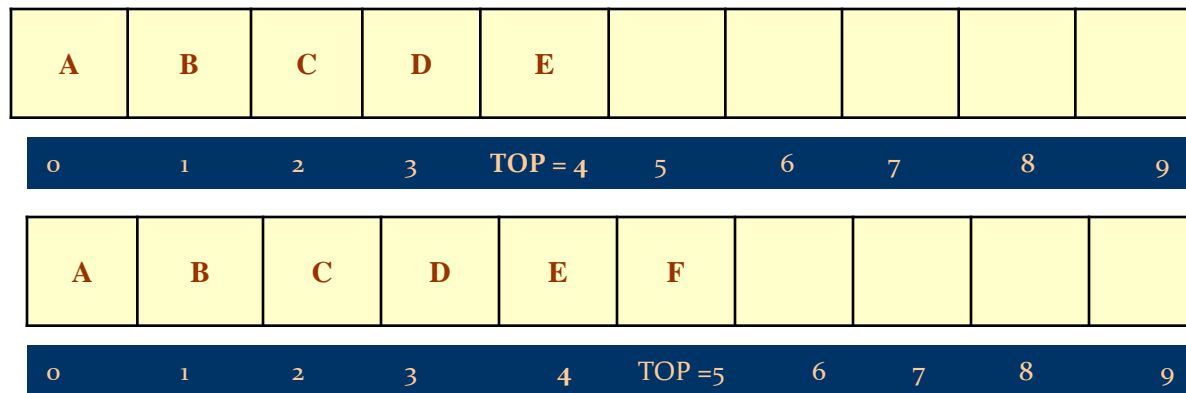 A B C D E
0 1 2 3 TOP = 4 5 6 7 8 9
A B C D E F
0 1 2 3 4 TOP =5 6 7 8 9